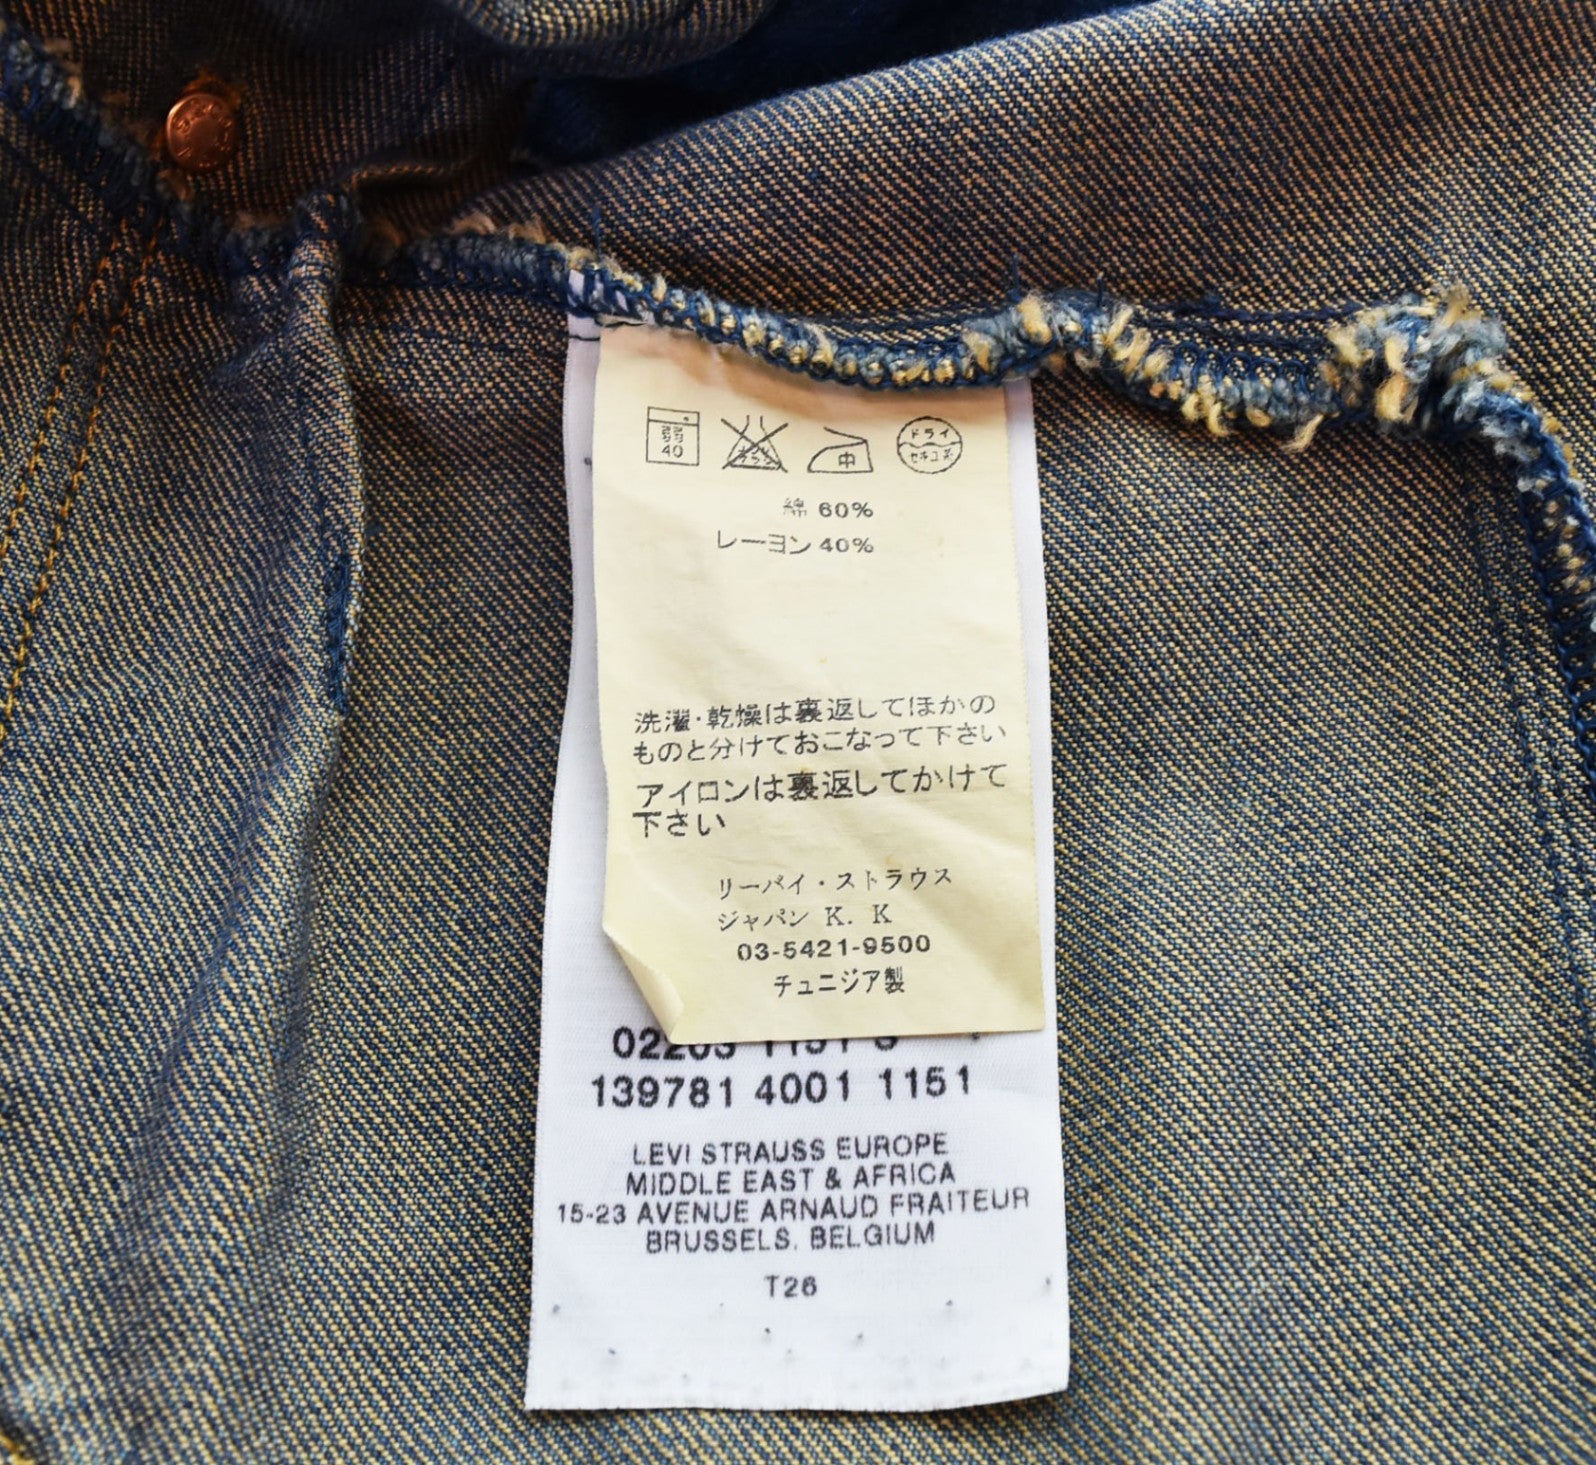 弱
40
中
ドライ
セキユ系
綿 60%
レーヨン 40%
洗濯・乾燥は裏返してほかの
ものと分けておこなって下さい
アイロンは裏返してかけて
下さい
リーバイ・ストラウス
ジャパン K. K
03-5421-9500
チュニジア製
139781 4001 1151
LEVI STRAUSS EUROPE
MIDDLE EAST & AFRICA
15-23 AVENUE ARNAUD FRAITEUR
BRUSSELS, BELGIUM
T26